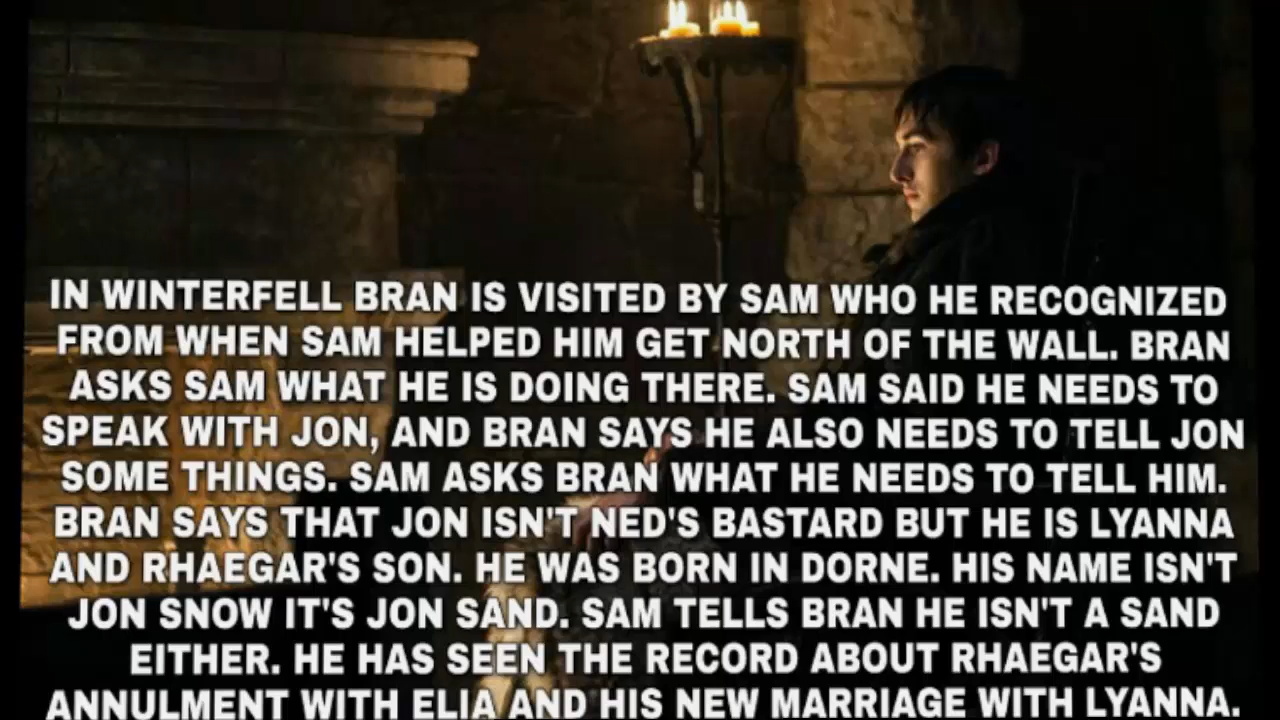 IN WINTERFELL BRAN IS VISITED BY SAM WHO HE RECOGNIZED
FROM WHEN SAM HELPED HIM GET NORTH OF THE WALL. BRAN
ASKS SAM WHAT HE IS DOING THERE. SAM SAID HE NEEDS TO
SPEAK WITH JON, AND BRAN SAYS HE ALSO NEEDS TO TELL JON
SOME THINGS. SAM ASKS BRAN WHAT HE NEEDS TO TELL HIM.
BRAN SAYS THAT JON ISN'T NED'S BASTARD BUT HE IS LYANNA
AND RHAEGAR'S SON. HE WAS BORN IN DORNE. HIS NAME ISN'T
JON SNOW IT'S JON SAND. SAM TELLS BRAN HE ISN'T A SAND
EITHER. HE HAS SEEN THE RECORD ABOUT RHAEGAR'S
ANNULMENT WITH ELIA AND HIS NEW MARRIAGE WITH LYANNA.